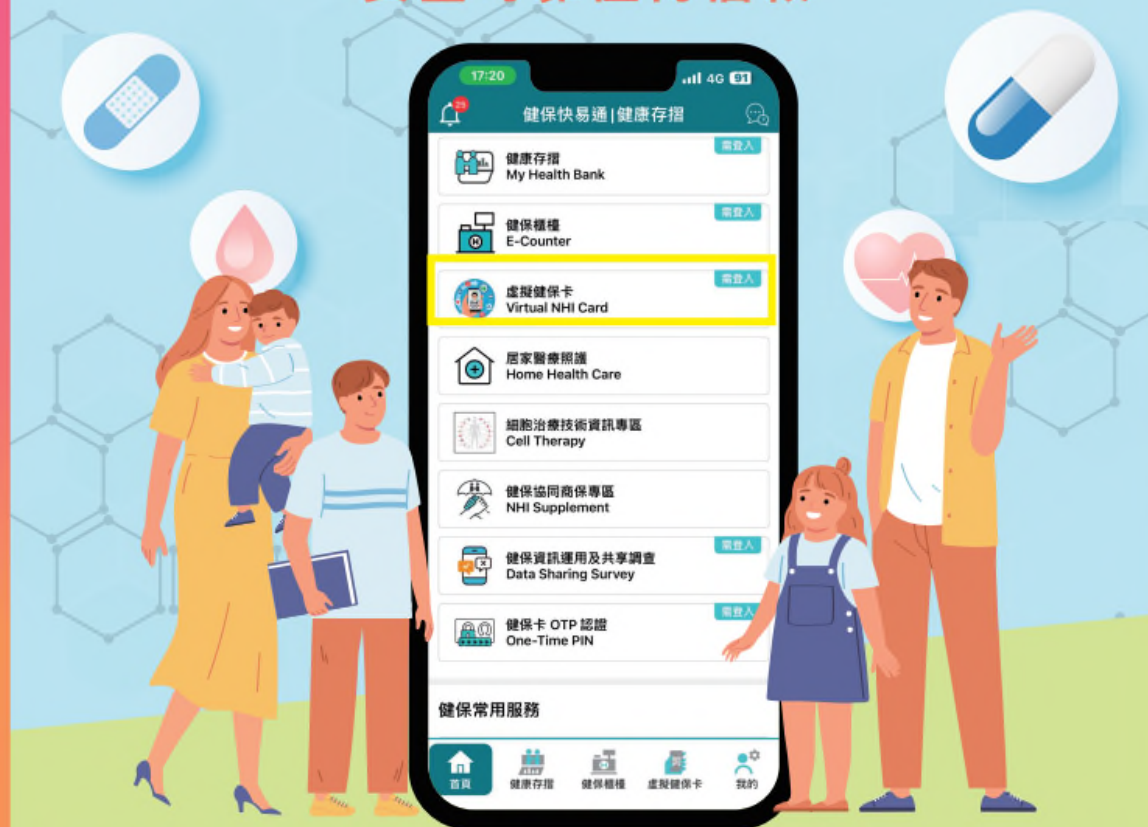 17:20
4G 91
29
健保快易通|健康存摺
需登入
健康存摺
My Health Bank
需登入
健保櫃檯
E-Counter
需登入
虛擬健保卡
Virtual NHI Card
居家醫療照護
Home Health Care
細胞治療技術資訊專區
Cell Therapy
健保協同商保專區
NHI Supplement
需登入
健保資訊運用及共享調查
Data Sharing Survey
需登入
健保卡 OTP 認證
One-Time PIN
健保常用服務
首頁
健康存摺
健保櫃檯
虛擬健保卡
我的